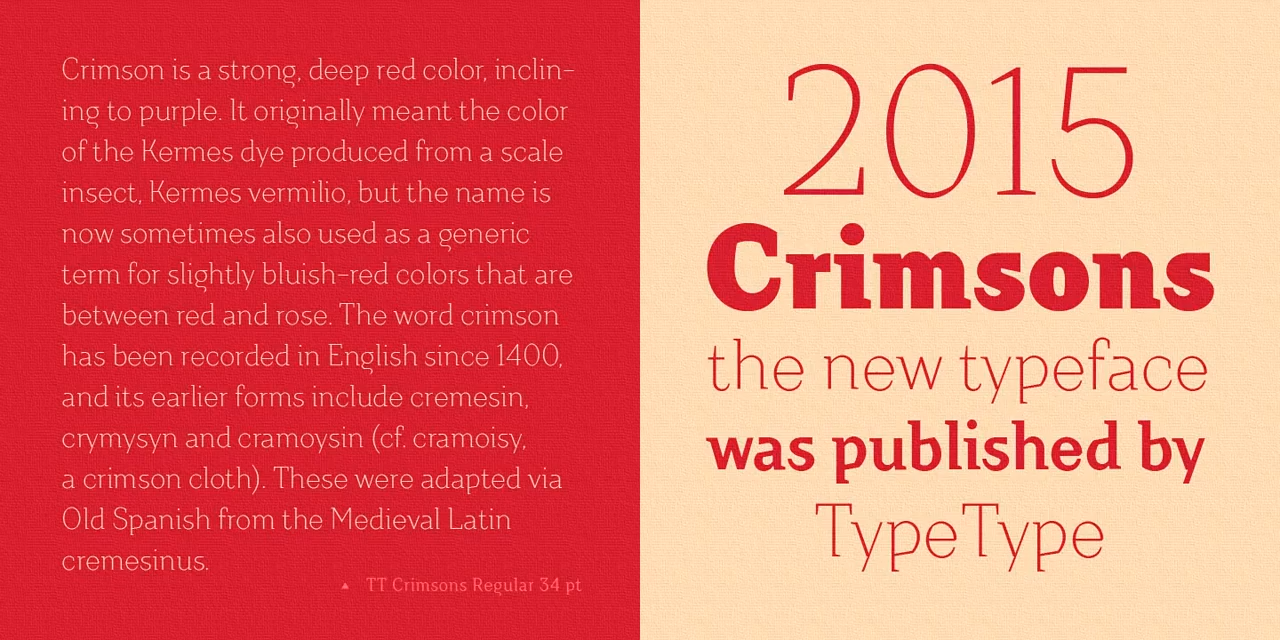 Crimson is a strong, deep red color, inclin-
ing to purple. It originally meant the color
of the Kermes dye produced from a scale
insect, Kermes vermilio, but the name is
now sometimes also used as a generic
term for slightly bluish-red colors that are
between red and rose. The word crimson
has been recorded in English since 1400,
and its earlier forms include cremesin,
crymysyn and cramoysin (cf. cramoisy,
a crimson cloth). These were adapted via
Old Spanish from the Medieval Latin
cremesinus.
▲ TT Crimsons Regular 34 pt
2015
Crimsons
the new typeface
was published by
TypeType